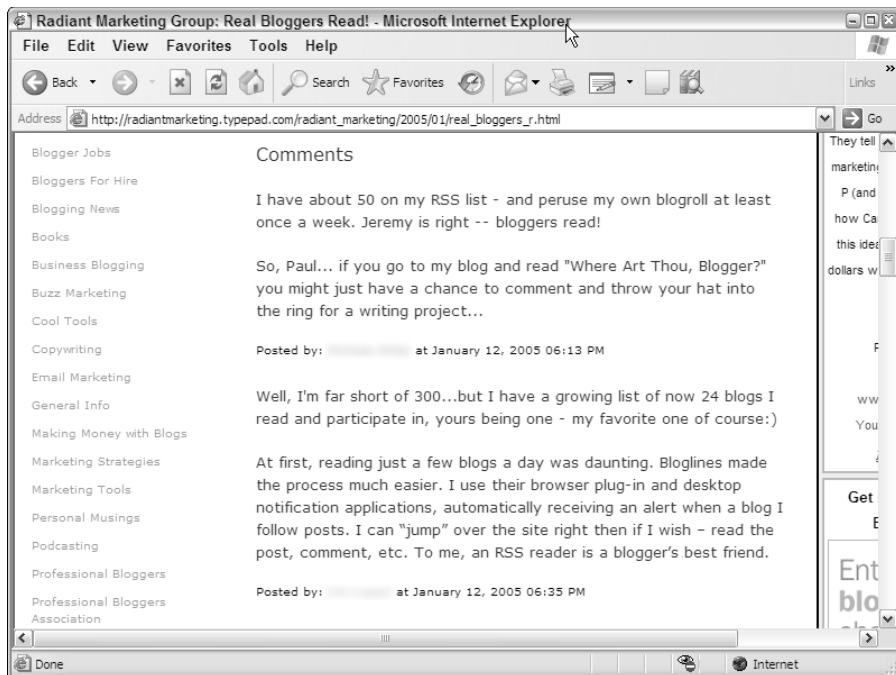 Radiant Marketing Group: Real Bloggers Read! - Microsoft Internet Explorer
File Edit View Favorites Tools Help
Back Search Favorites Links
Address http://radiantmarketing.typepad.com/radiant_marketing/2005/01/real_bloggers_r.html Go
Blogger Jobs
Bloggers For Hire
Blogging News
Books
Business Blogging
Buzz Marketing
Cool Tools
Copywriting
Email Marketing
General Info
Making Money with Blogs
Marketing Strategies
Marketing Tools
Personal Musings
Podcasting
Professional Bloggers
Professional Bloggers
Association
Comments
I have about 50 on my RSS list - and peruse my own blogroll at least
once a week. Jeremy is right -- bloggers read!
So, Paul... if you go to my blog and read "Where Art Thou, Blogger?"
you might just have a chance to comment and throw your hat into
the ring for a writing project...
Posted by: at January 12, 2005 06:13 PM
Well, I'm far short of 300...but I have a growing list of now 24 blogs I
read and participate in, yours being one - my favorite one of course:)
At first, reading just a few blogs a day was daunting. Bloglines made
the process much easier. I use their browser plug-in and desktop
notification applications, automatically receiving an alert when a blog I
follow posts. I can “jump” over the site right then if I wish – read the
post, comment, etc. To me, an RSS reader is a blogger’s best friend.
Posted by: at January 12, 2005 06:35 PM
They tell
marketing
P (and
how Ca
this idea
dollars w
www
You
Get
Ent
blo
Done Internet